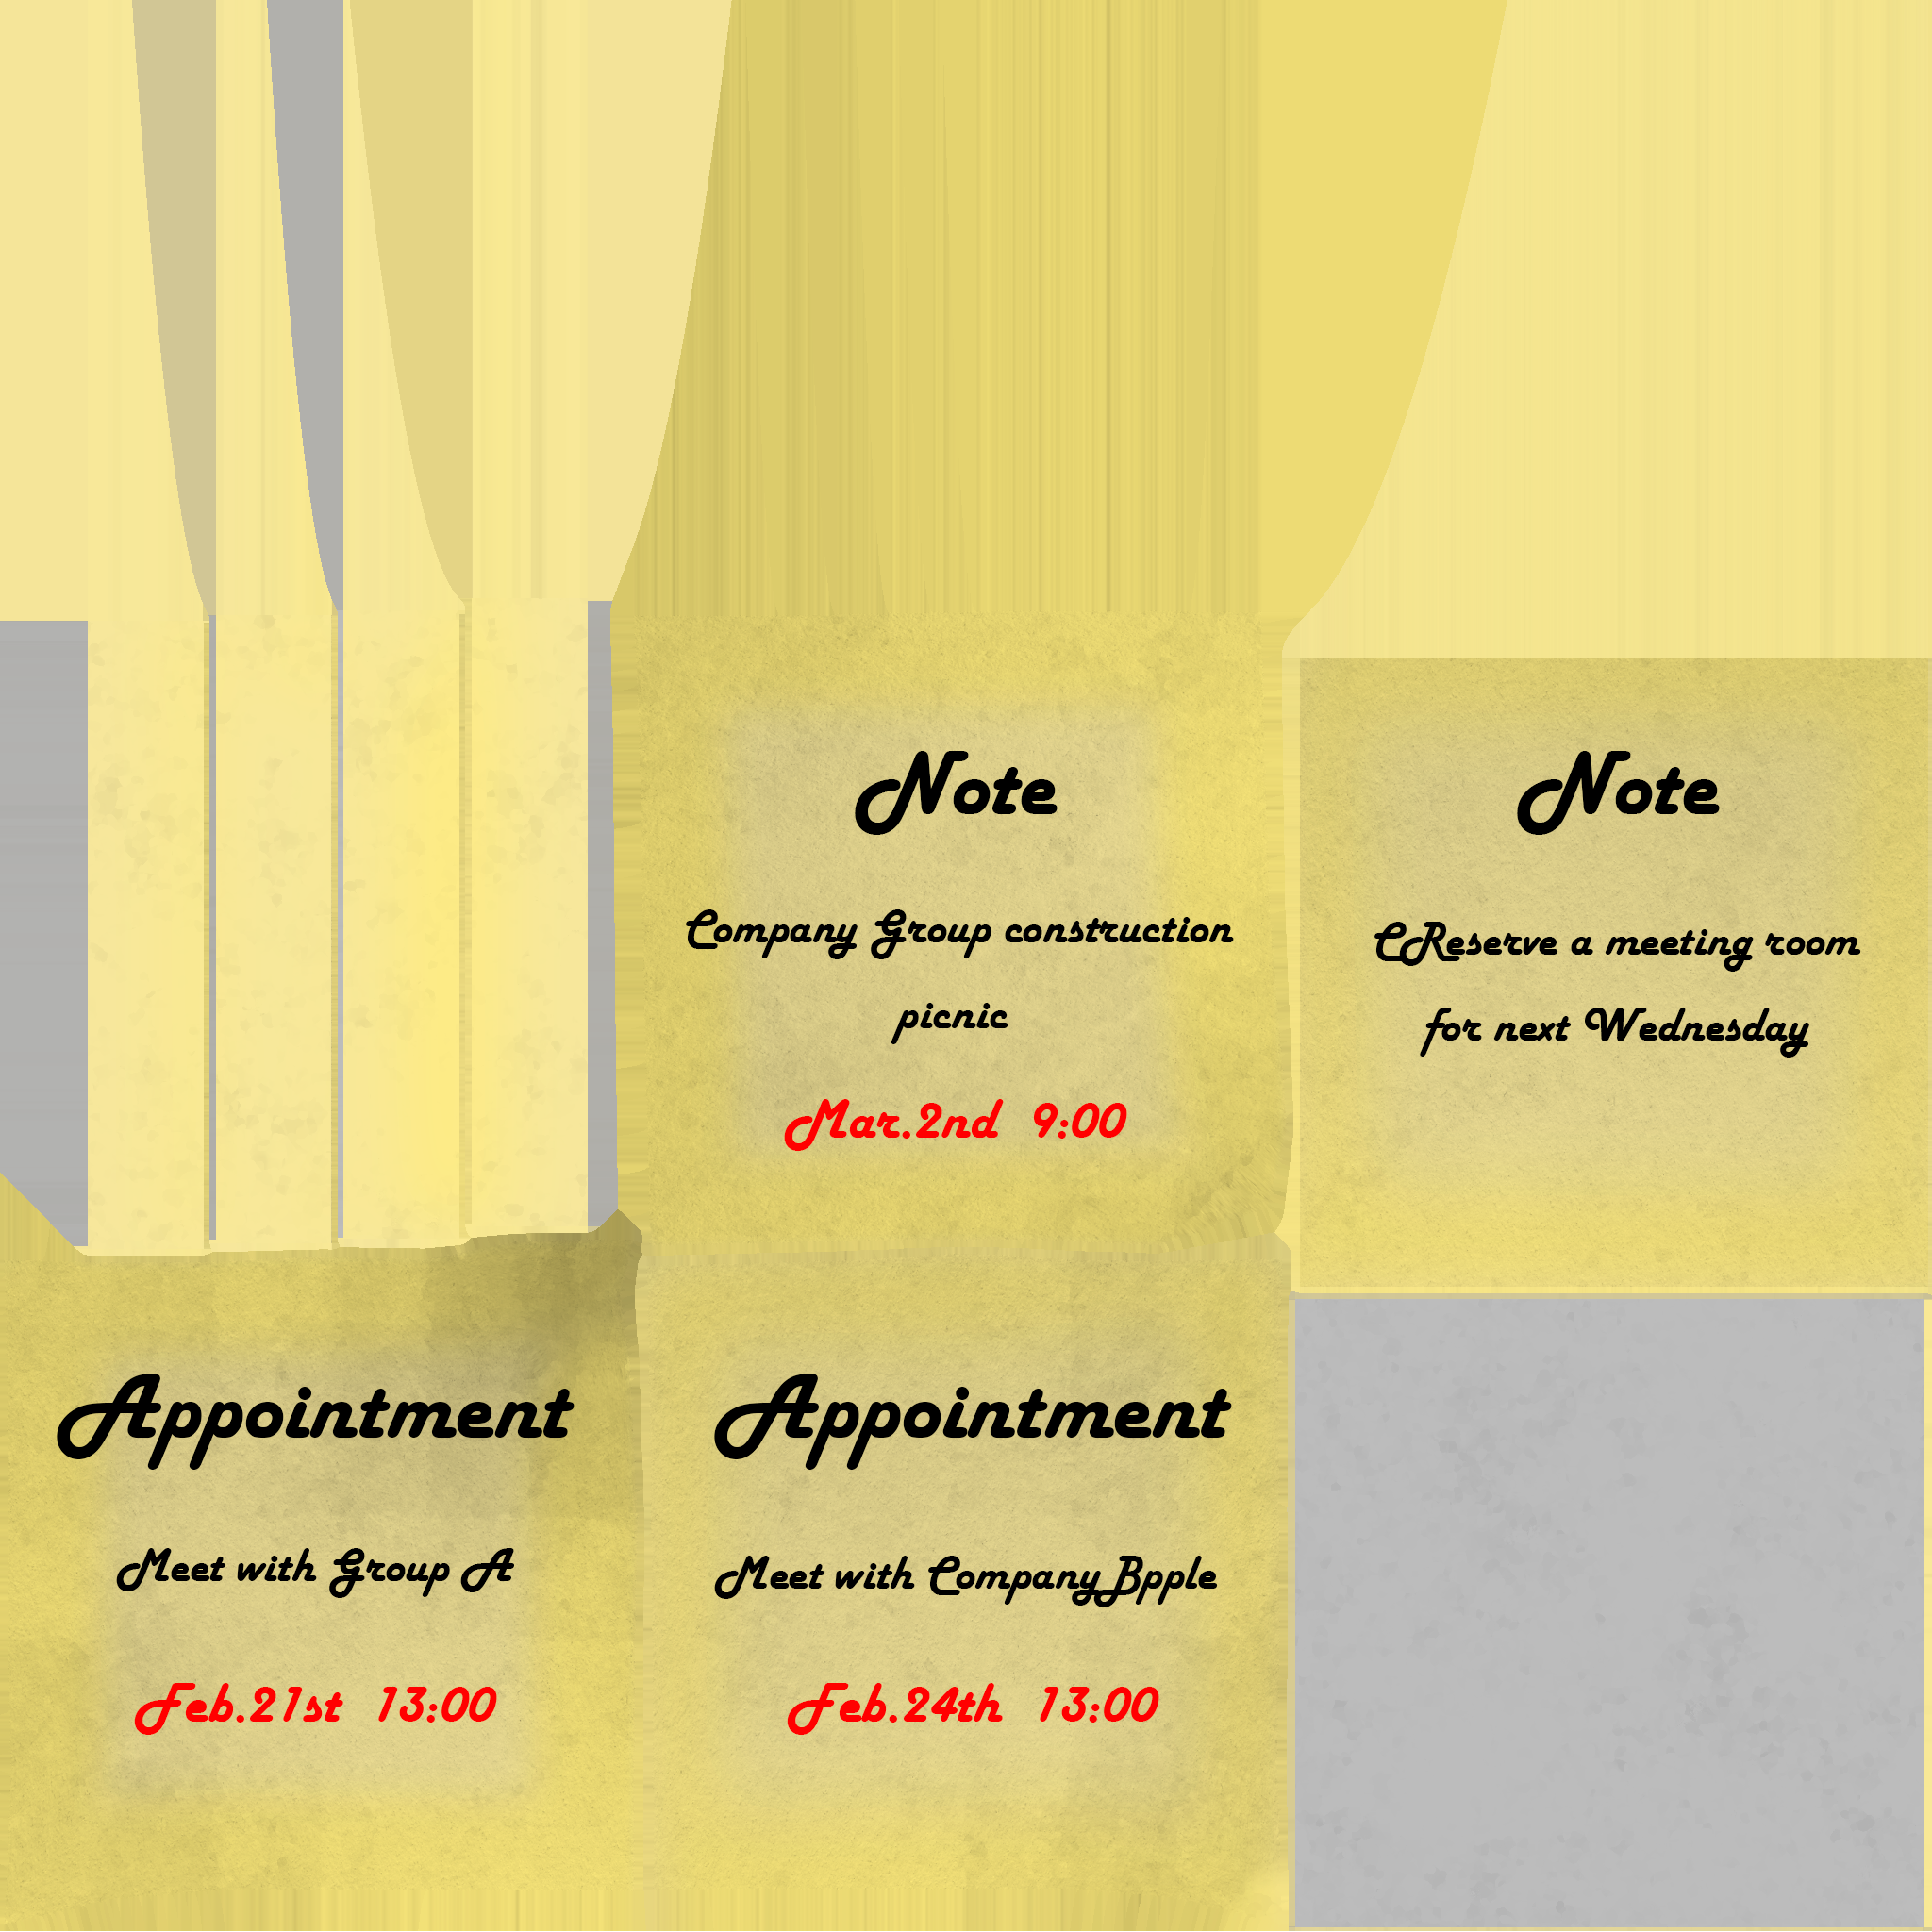 Note
Company Group construction
picnic
Mar.2nd 9:00
Note
CReserve a meeting room
for next Wednesday
Appointment
Meet with Group A
Feb.21st 13:00
Appointment
Meet with CompanyBpple
Feb.24th 13:00